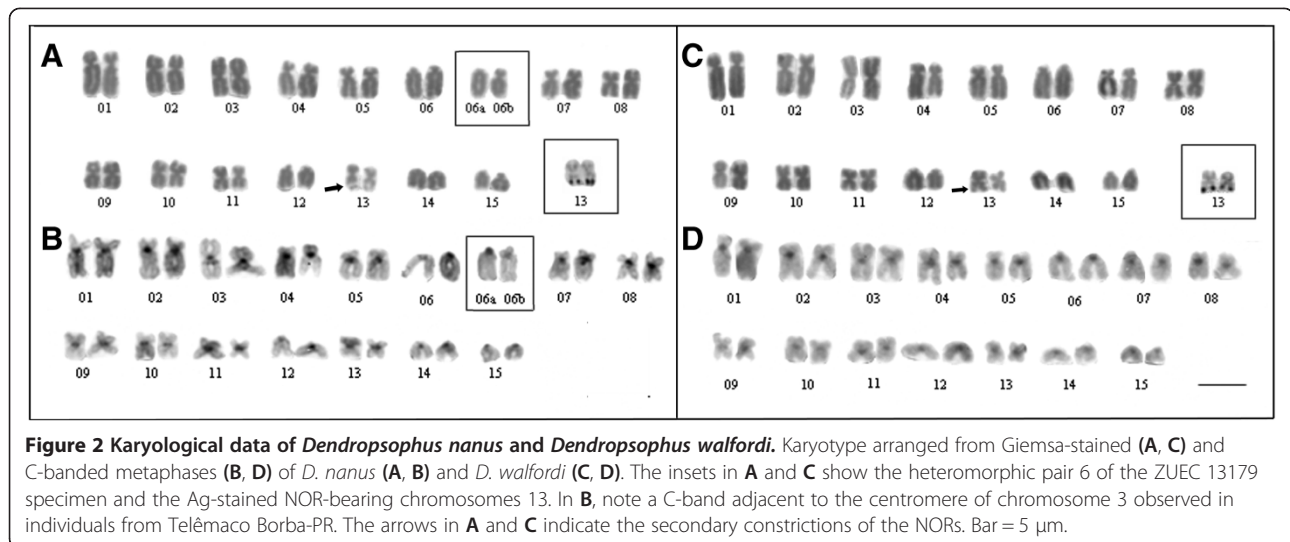 A
01 02 03 04 05 06 06a 06b 07 08
09 10 11 12 13 14 15 13
B
01 02 03 04 05 06 06a 06b 07 08
09 10 11 12 13 14 15
C
01 02 03 04 05 06 07 08
09 10 11 12 13 14 15 13
D
01 02 03 04 05 06 07 08
09 10 11 12 13 14 15
Figure 2 Karyological data of Dendropsophus nanus and Dendropsophus walfordi. Karyotype arranged from Giemsa-stained (A, C) and
C-banded metaphases (B, D) of D. nanus (A, B) and D. walfordi (C, D). The insets in A and C show the heteromorphic pair 6 of the ZUEC 13179
specimen and the Ag-stained NOR-bearing chromosomes 13. In B, note a C-band adjacent to the centromere of chromosome 3 observed in
individuals from Telêmaco Borba-PR. The arrows in A and C indicate the secondary constrictions of the NORs. Bar = 5 μm.